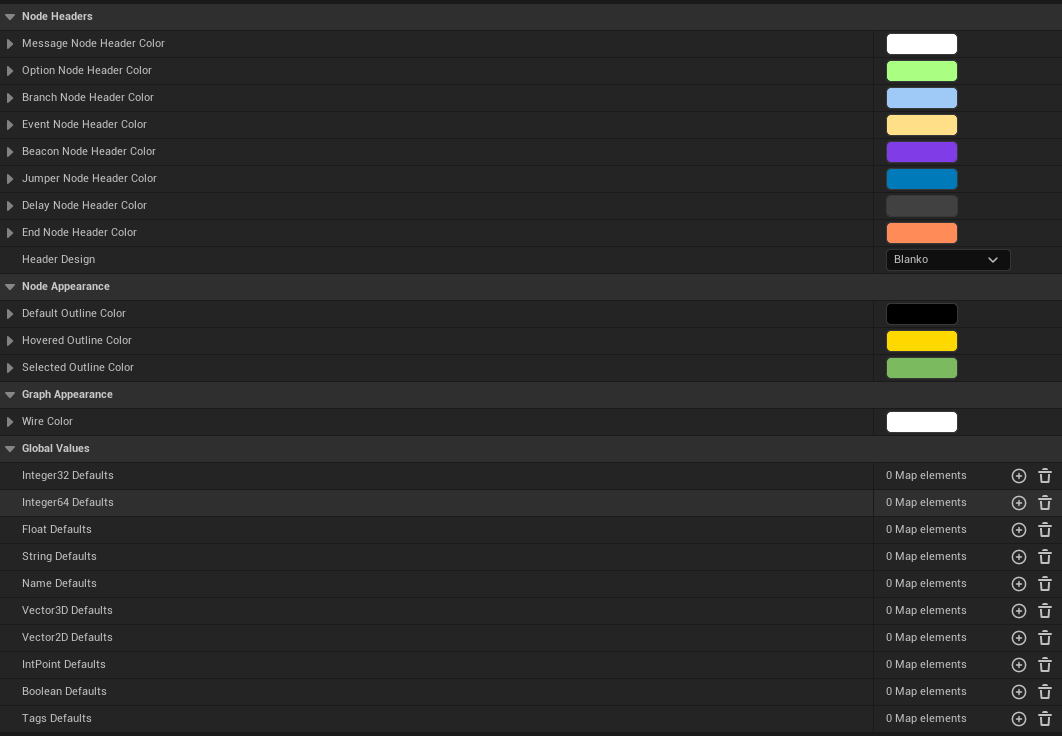 Node Headers
Message Node Header Color
Option Node Header Color
Branch Node Header Color
Event Node Header Color
Beacon Node Header Color
Jumper Node Header Color
Delay Node Header Color
End Node Header Color
Header Design Blanko
Node Appearance
Default Outline Color
Hovered Outline Color
Selected Outline Color
Graph Appearance
Wire Color
Global Values
Integer32 Defaults 0 Map elements
Integer64 Defaults 0 Map elements
Float Defaults 0 Map elements
String Defaults 0 Map elements
Name Defaults 0 Map elements
Vector3D Defaults 0 Map elements
Vector2D Defaults 0 Map elements
IntPoint Defaults 0 Map elements
Boolean Defaults 0 Map elements
Tags Defaults 0 Map elements